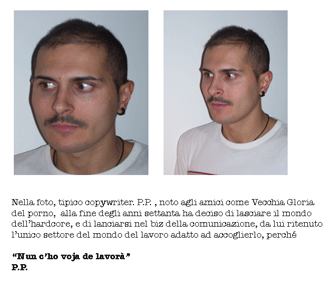 Nella foto, tipico copywriter. P.P. , noto agli amici come Vecchia Gloria
del porno,  alla fine degli anni settanta ha deciso di lasciare il mondo
dell'hardcore, e di lanciarsi nel biz della comunicazione, da lui ritenuto
l'unico settore del mondo del lavoro adatto ad accoglierlo, perché
"Nun c'ho voja de lavorà"
P.P.